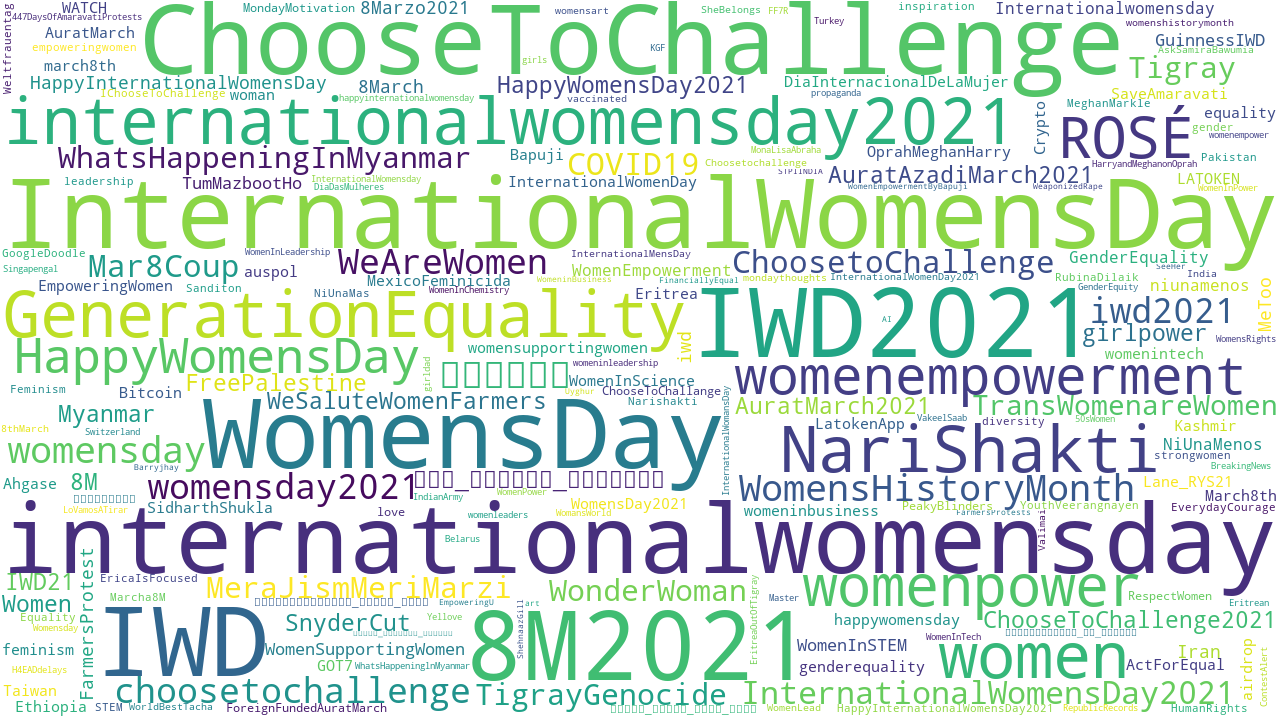 WATCH
447DaysOfAmaravatiProtests
MondayMotivation
8Marzo2021
womensart
SheBelongs
FF7R
inspiration
Internationalwomensday
Weltfrauentag
AuratMarch
empoweringwomen
ChooseToChallenge
Turkey
KGF
womenshistorymonth
GuinnessIWD
AskSamiraBawumia
march8th
girls
Tigray
HappyInternationalWomensDay
8March
HappyWomensDay2021
DiaInternacionalDeLaMujer
IChooseToChallenge
woman
happyinternationalwomensday
vaccinated
propaganda
SaveAmaravati
internationalwomensday2021
Crypto
MeghanMarkle
equality
ROSÉ
gender
womenempower
WhatsHappeningInMyanmar
Bapuji
COVID19
MonaLisaAbraha
Choosetochallenge
OprahMeghanHarry
HarryandMeghanonOprah
Pakistan
leadership
TumMazbootHo
InternationalWomensday
DiaDasMulheres
InternationalWomenDay
STPIINDIA
AuratAzadiMarch2021
WomenEmpowermentByBapuji
WeaponizedRape
LATOKEN
WomenInPower
InternationalWomensDay
GoogleDoodle
Singapengal
Mar8Coup
WomenInLeadership
auspol
WeAreWomen
InternationalMensDay
WomenEmpowerment
ChoosetoChallenge
GenderEquality
SeeHer
EmpoweringWomen
Sanditon
MexicoFeminicida
WomenInBusiness
FinanciallyEqual
mondaythoughts
InternationalWomenDay2021
RubinaDilaik
GenderEquity
India
niunamenos
NiUnaMas
WomenInChemistry
Eritrea
GenerationEquality
IWD2021
AI
iwd2021
MeToo
girlpower
WomensRights
iwd
HappyWomensDay
womensupportingwomen
womenintech
womeninleadership
Feminism
Bitcoin
FreePalestine
girldad
WomenInScience
Uyghur
ChooseToChallange
womenempowerment
WeSaluteWomenFarmers
Narishakti
Myanmar
8thMarch
Switzerland
WomensDay
InternationalWomansDay
AuratMarch2021
VakeelSaab
LatokenApp
diversity
TransWomenareWomen
SOsWomen
Kashmir
womensday
Barryjhay
NariShakti
NiUnaMenos
strongwomen
BreakingNews
Ahgase
8M
womensday2021
IndianArmy
WomenPower
WomensDay2021
WomensHistoryMonth
Lane_RYS21
March8th
LoVamosATirar
SidharthShukla
love
womenleaders
WomansWorld
womeninbusiness
PeakyBlinders
FarmersProtests
YouthVeerangnayen
EverydayCourage
internationalwomensday
Belarus
Valimai
FarmersProtest
IWD21
EricaIsFocused
MeraJismMeriMarzi
WonderWoman
womenpower
Women
Marcha8M
EmpoweringU
art
EritreaOutOfTigray
Master
RespectWomen
Eritrean
Equality
Womensday
IWD
SnyderCut
Yellove
ShehnaazGill
8M2021
happywomensday
ChooseToChallenge2021
feminism
WomenSupportingWomen
WomenInSTEM
WomenInTech
women
Iran
H4EADdelays
GOT7
WhatsHappeningInMyanmar
genderequality
ActForEqual
airdrop
ContestAlert
Taiwan
choosetochallenge
TigrayGenocide
InternationalWomensDay2021
Ethiopia
STEM
WorldBestTacha
ForeignFundedAuratMarch
WomenLead
HappyInternationalWomensDay2021
RepublicRecords
HumanRights